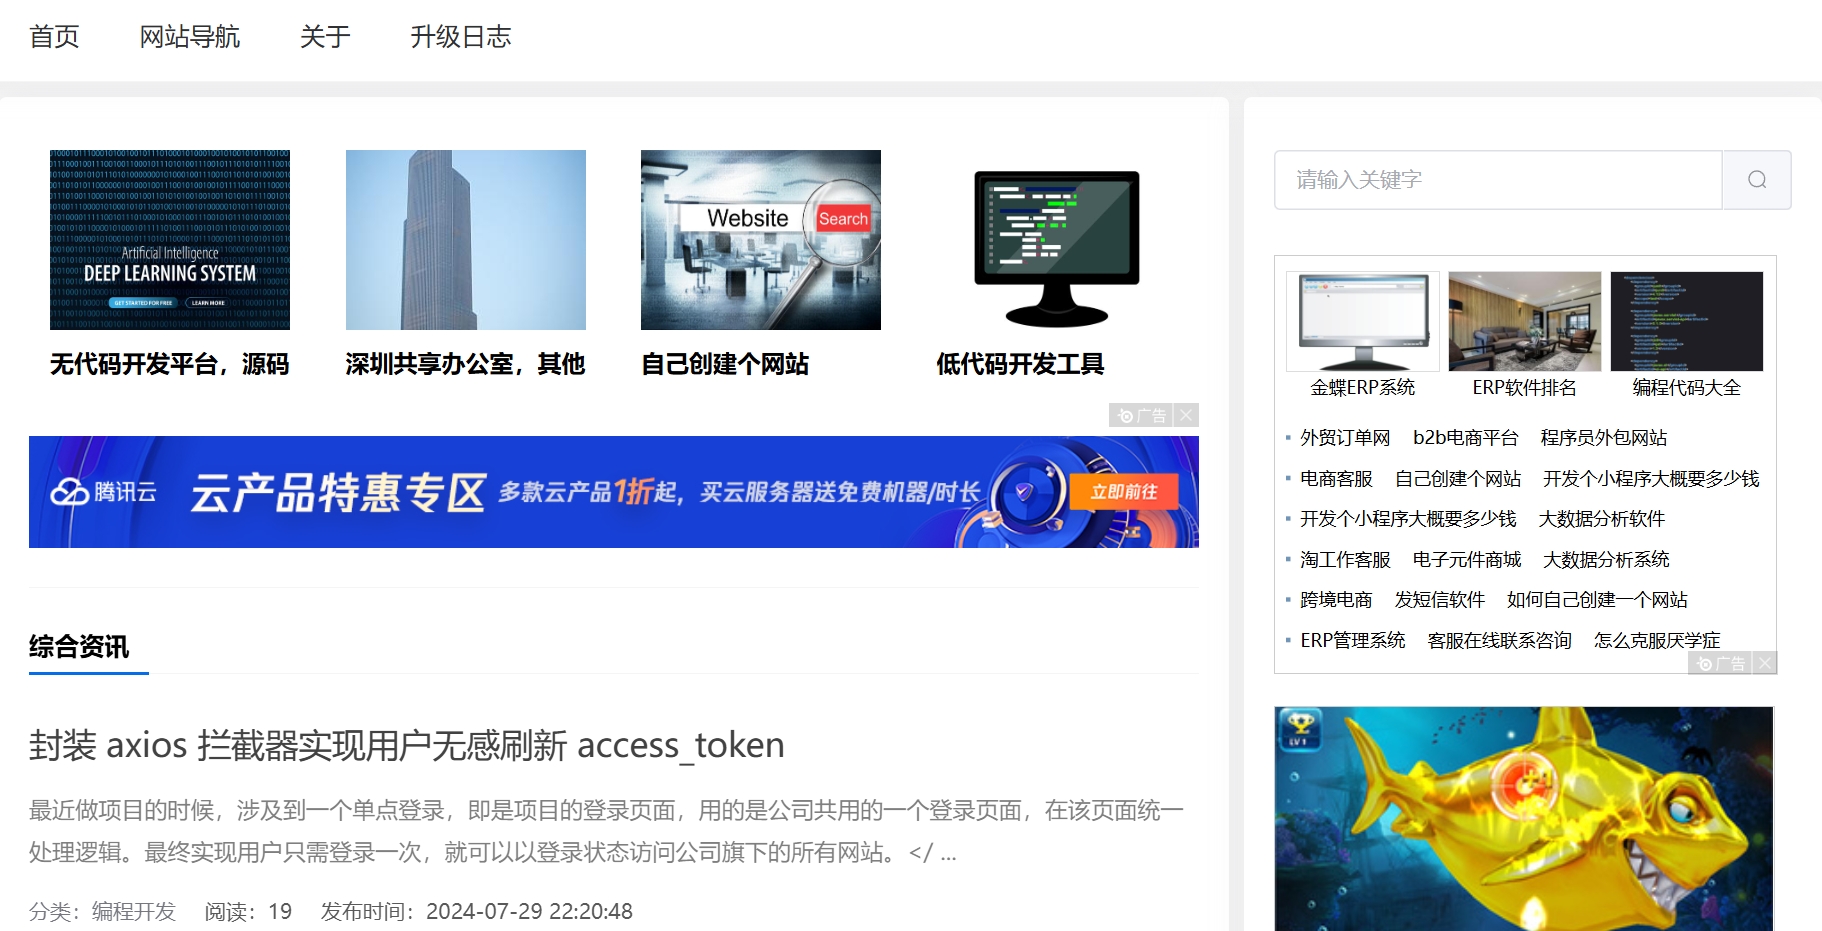 首页 网站导航 关于 升级日志
Artificial Intelligence
DEEP LEARNING SYSTEM
GET STARTED FOR FREE LEARN MORE
Website Search
无代码开发平台，源码 深圳共享办公室，其他 自己创建个网站 低代码开发工具
广告
腾讯云 云产品特惠专区 多款云产品1折起，买云服务器送免费机器/时长 立即前往
综合资讯
封装 axios 拦截器实现用户无感刷新 access_token
最近做项目的时候，涉及到一个单点登录，即是项目的登录页面，用的是公司共用的一个登录页面，在该页面统一
处理逻辑。最终实现用户只需登录一次，就可以以登录状态访问公司旗下的所有网站。</ ...
分类：编程开发 阅读：19 发布时间：2024-07-29 22:20:48
请输入关键字
金蝶ERP系统 ERP软件排名 编程代码大全
外贸订单网 b2b电商平台 程序员外包网站
电商客服 自己创建个网站 开发个小程序大概要多少钱
开发个小程序大概要多少钱 大数据分析软件
淘工作客服 电子元件商城 大数据分析系统
跨境电商 发短信软件 如何自己创建一个网站
ERP管理系统 客服在线联系咨询 怎么克服厌学症
广告
LV 1